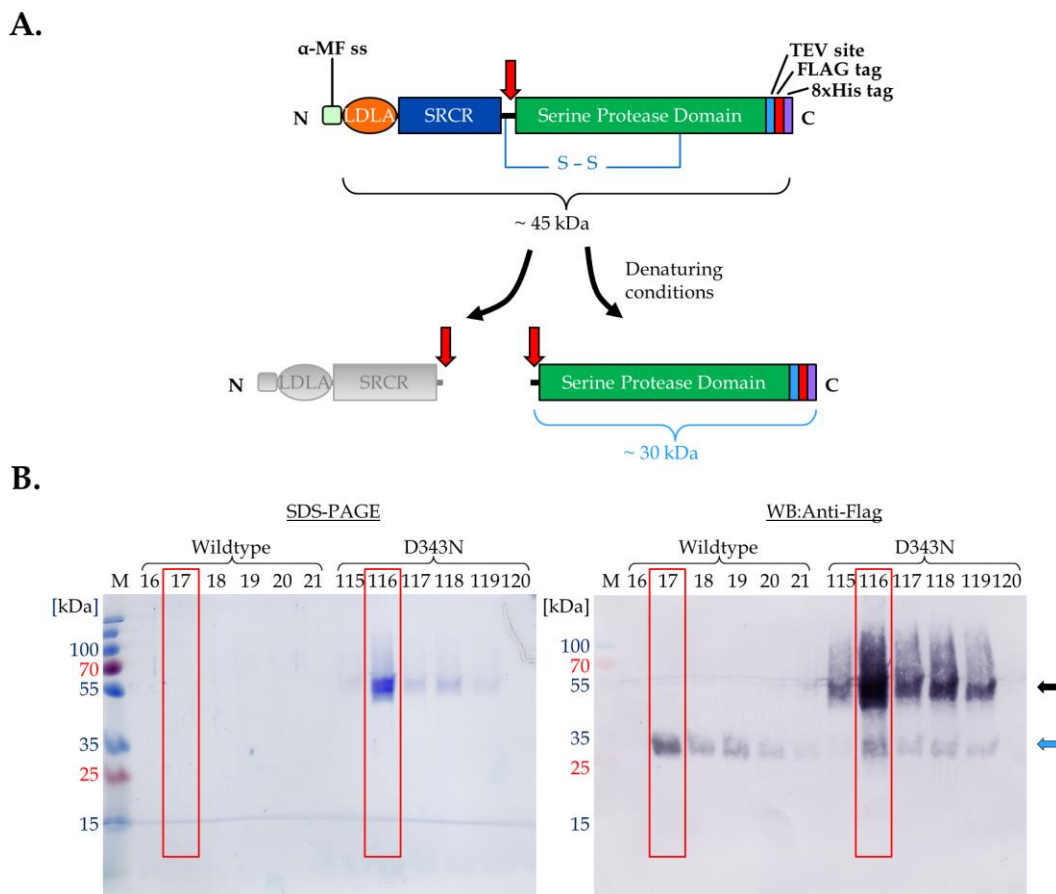 A.
α-MF ss
TEV site
FLAG tag
8xHis tag
N LDLA SRCR Serine Protease Domain C
S – S
~ 45 kDa
Denaturing
conditions
N LDLA SRCR Serine Protease Domain C
~ 30 kDa
B.
SDS-PAGE
Wildtype D343N
M 16 17 18 19 20 21 115 116 117 118 119 120
[kDa]
100
70
55
35
25
15
WB:Anti-Flag
Wildtype D343N
M 16 17 18 19 20 21 115 116 117 118 119 120
[kDa]
100
70
55
35
25
15